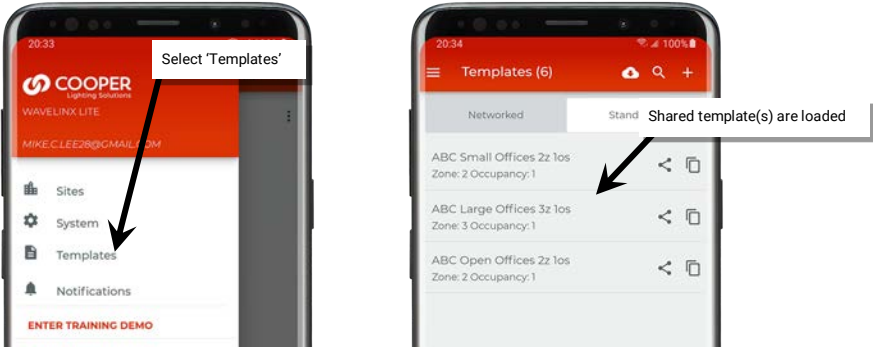 20:33
Select 'Templates'
COOPER
Lighting Solutions
WAVELINX LITE
MIKE.C.LEE28@GMAIL.COM
Sites
System
Templates
Notifications
ENTER TRAINING DEMO
20:34
100%
Templates (6)
Networked
Stand
Shared template(s) are loaded
ABC Small Offices 2z 1os
Zone: 2 Occupancy: 1
ABC Large Offices 3z 1os
Zone: 3 Occupancy: 1
ABC Open Offices 2z 1os
Zone: 2 Occupancy: 1